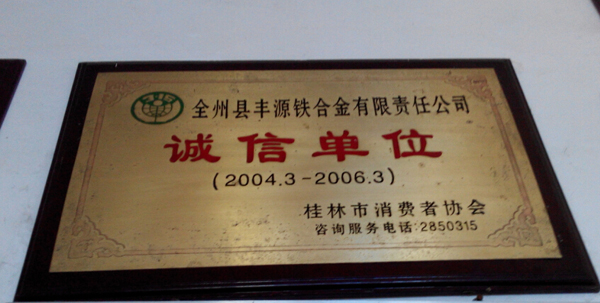 全州县丰源铁合金有限责任公司
诚信单位
(2004.3-2006.3)
桂林市消费者协会
咨询服务电话:2850315